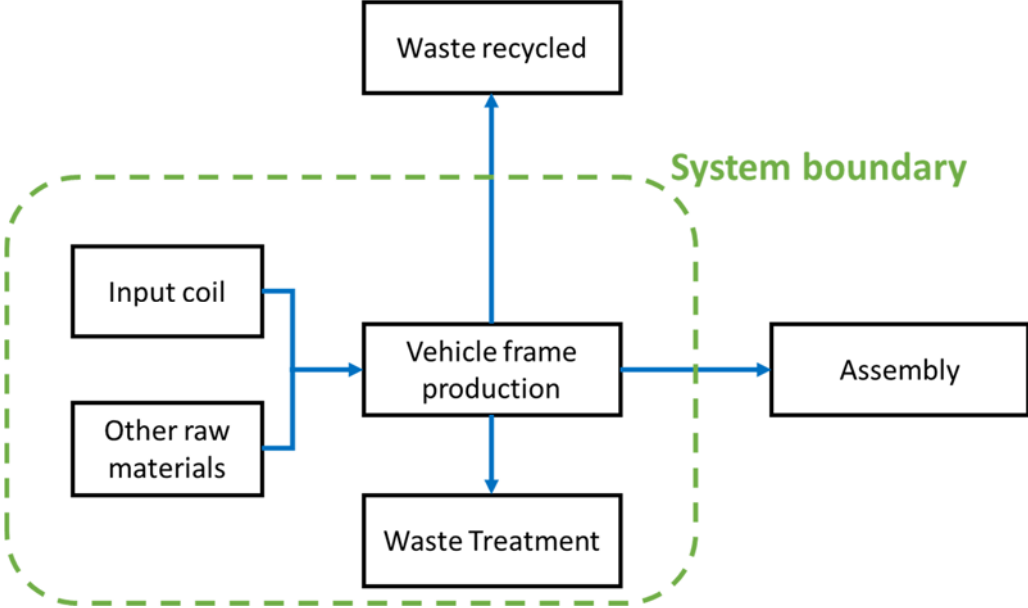 Waste recycled
System boundary
Input coil
Vehicle frame
production
Assembly
Other raw
materials
Waste Treatment